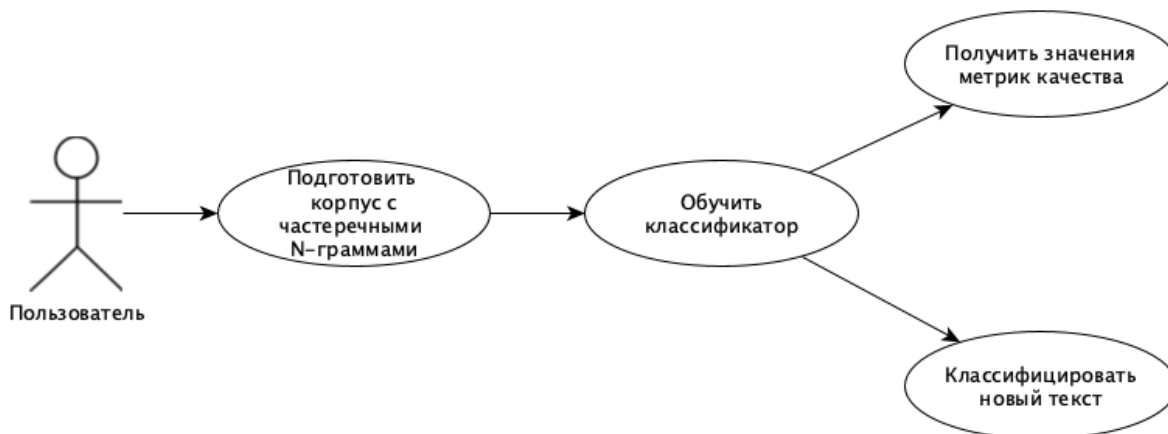 Получить значения
метрик качества
Подготовить
корпус с
частеречными
N-граммами
Обучить
классификатор
Пользователь
Классифицировать
новый текст